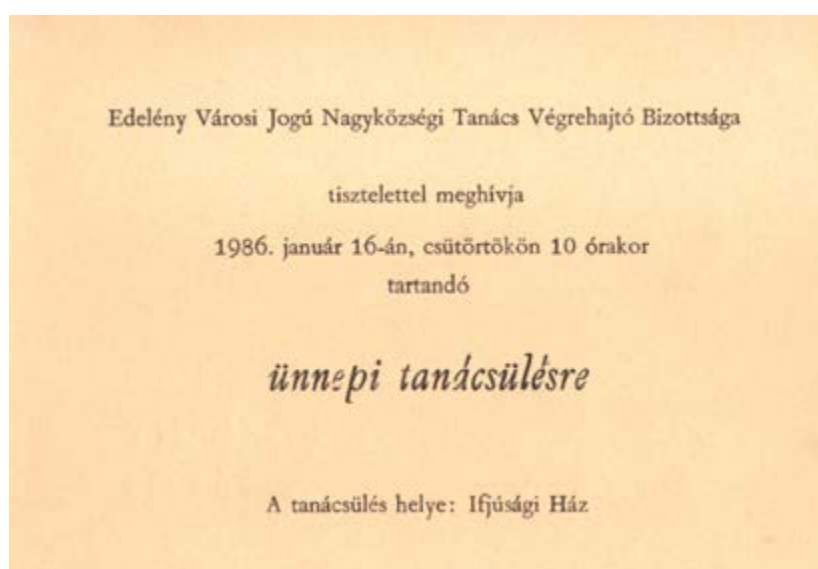 Edelény Városi Jogú Nagyközségi Tanács Végrehajtó Bizottsága
tisztelettel meghívja
1986. január 16-án, csütörtökön 10 órakor
tartandó
ünnepi tanácsülésre
A tanácsülés helye: Ifjúsági Ház